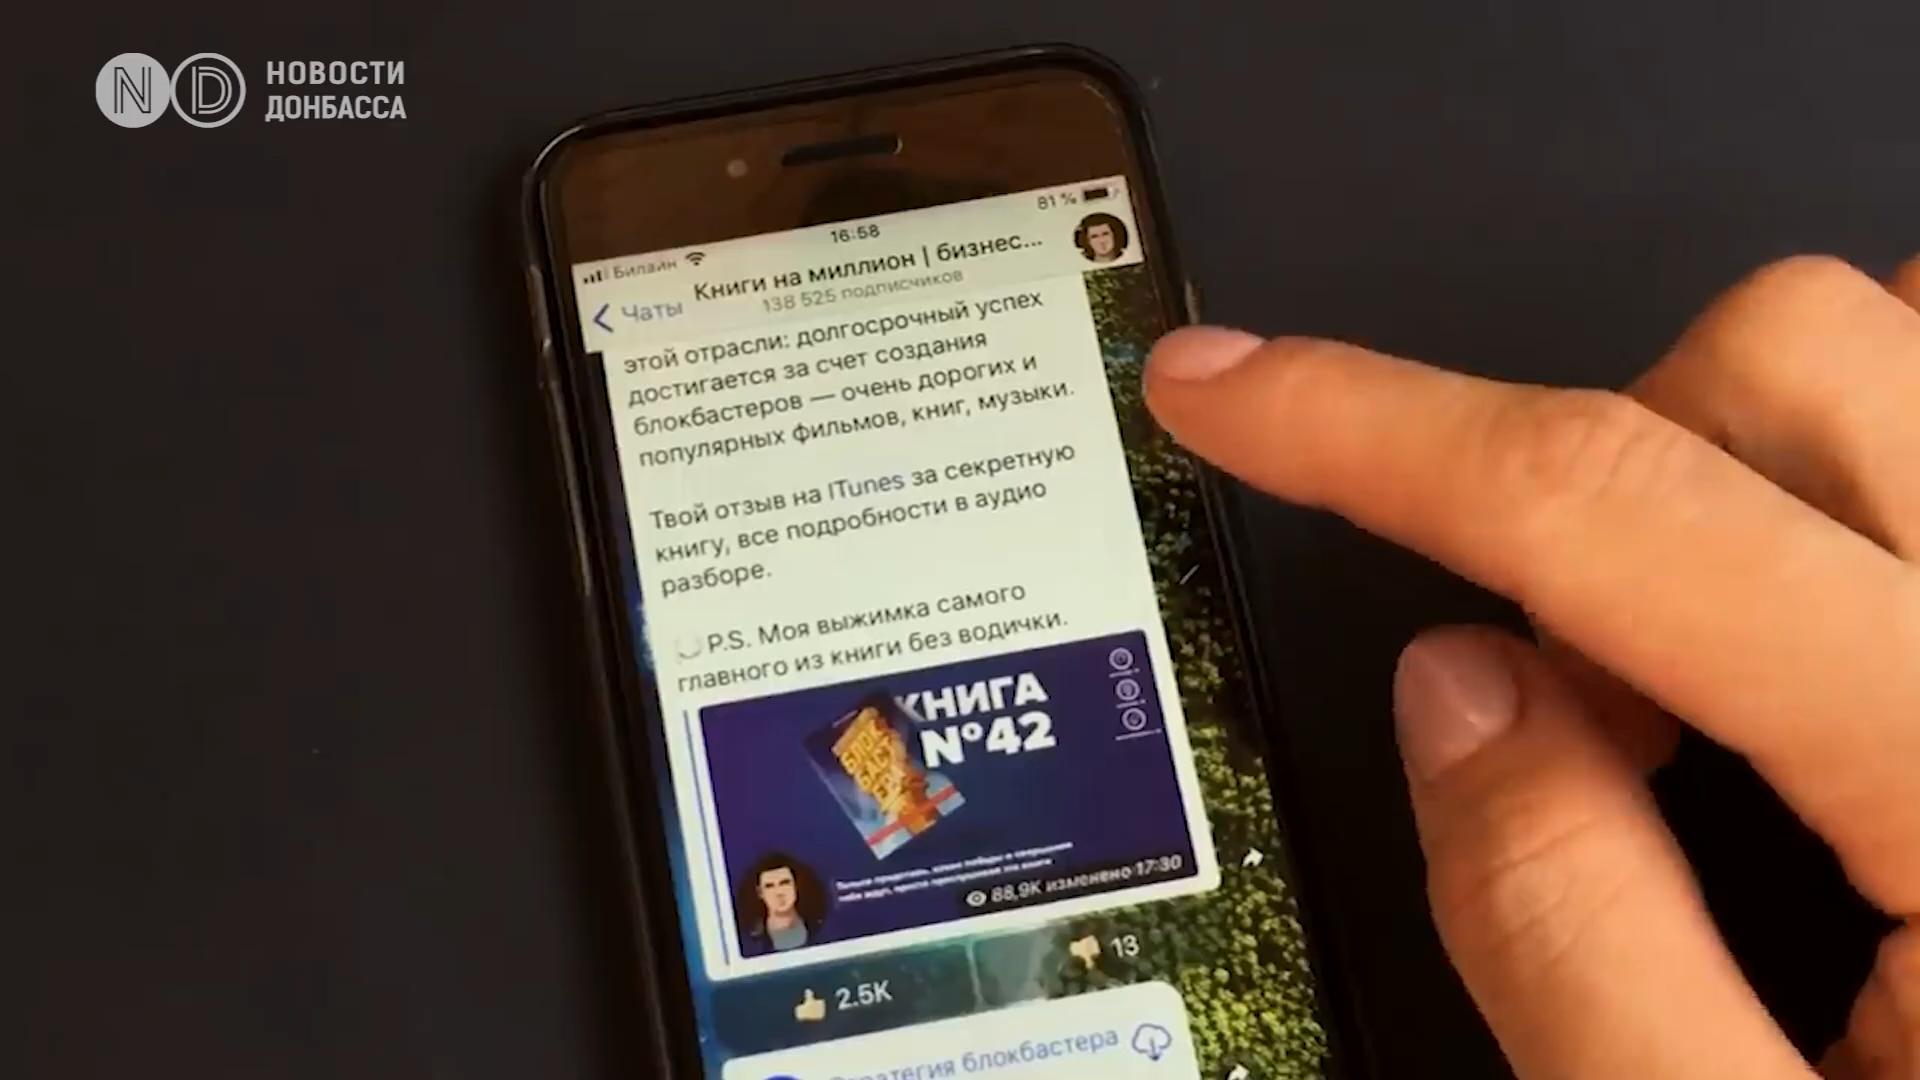 НОВОСТИ
ДОНБАССА
81 %
16:58
Билайн
Книги на миллион | бизнес...
Чаты
138 525 подписчиков
этой отрасли: долгосрочный успех
достигается за счет создания
блокбастеров — очень дорогих и
популярных фильмов, книг, музыки.
Твой отзыв на ITunes за секретную
книгу, все подробности в аудио
разборе.
P.S. Моя выжимка самого
главного из книги без водички.
КНИГА
№42
БЛОК
БАСТ
88,9K изменено 17:30
2.5K
13
Стратегия блокбастера